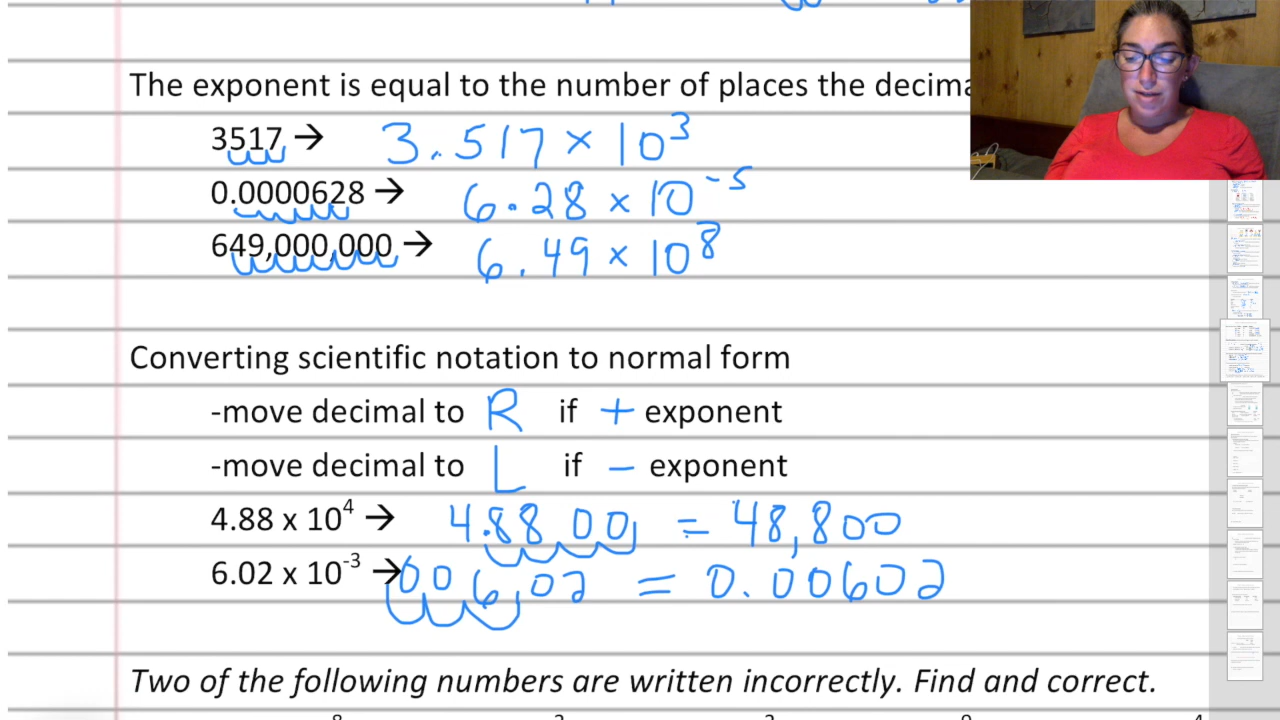 The exponent is equal to the number of places the decima
3517 → 3.517 × 10³
0.0000628 → 6.28 × 10⁻⁵
649,000,000 → 6.49 × 10⁸
Converting scientific notation to normal form
-move decimal to R if + exponent
-move decimal to L if − exponent
4.88 x 10⁴ → 4.8800 = 48,800
6.02 x 10⁻³ → 006.02 = 0.00602
Two of the following numbers are written incorrectly. Find and correct.